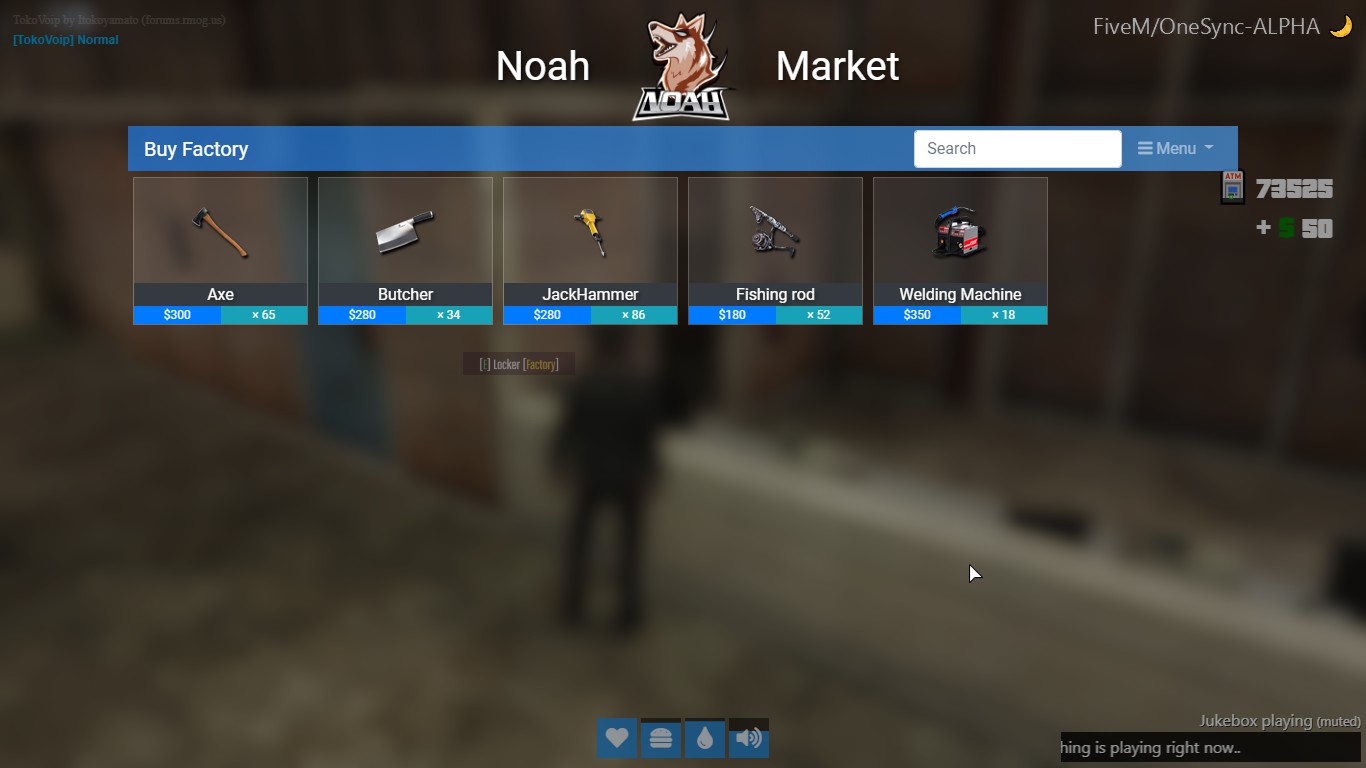 TokoVoip by Itokoyamato (forums.rmog.us)
[TokoVoip] Normal
FiveM/OneSync-ALPHA
Noah
NOAH
Market
Buy Factory
Search
Menu
ATM
73525
+ $ 50
Axe
Butcher
JackHammer
Fishing rod
Welding Machine
$300 × 65
$280 × 34
$280 × 86
$180 × 52
$350 × 18
[E] Locker [Factory]
Jukebox playing (muted)
hing is playing right now..